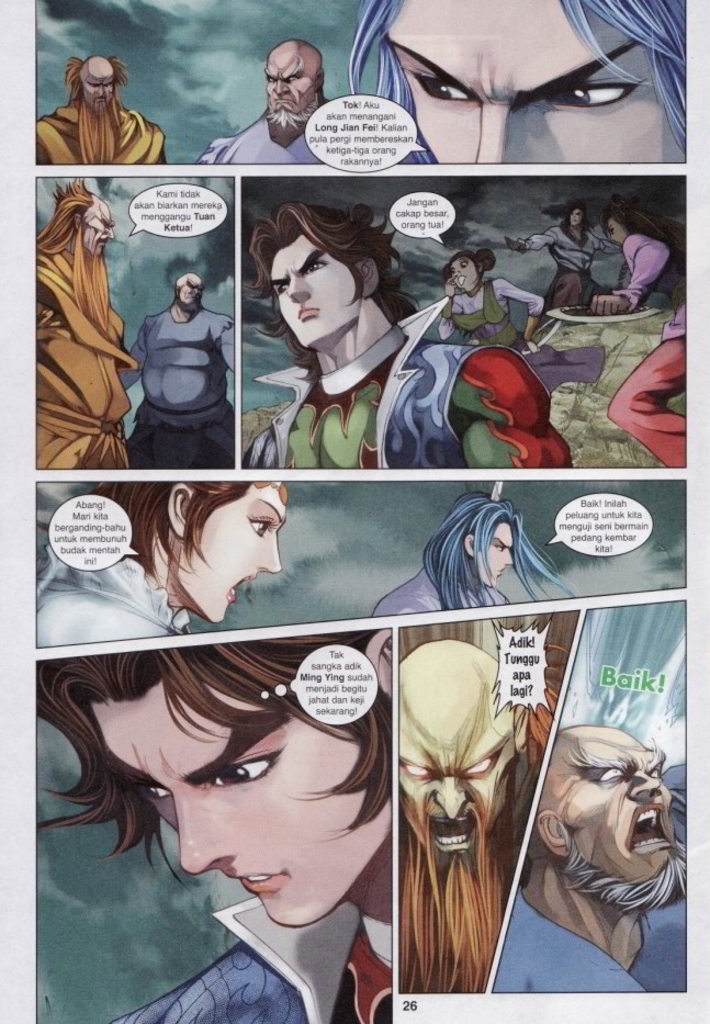 Tok! Aku
akan menangani
Long Jian Fei! Kalian
pula pergi membereskan
ketiga-tiga orang
rakannya!
Kami tidak
akan biarkan mereka
menggangu Tuan
Ketua!
Jangan
cakap besar,
orang tua!
Abang!
Mari kita
berganding-bahu
untuk membunuh
budak mentah
ini!
Baik! Inilah
peluang untuk kita
menguji seni bermain
pedang kembar
kita!
Tak
sangka adik
Ming Ying sudah
menjadi begitu
jahat dan keji
sekarang!
Adik!
Tunggu
apa
lagi?
Baik!
26